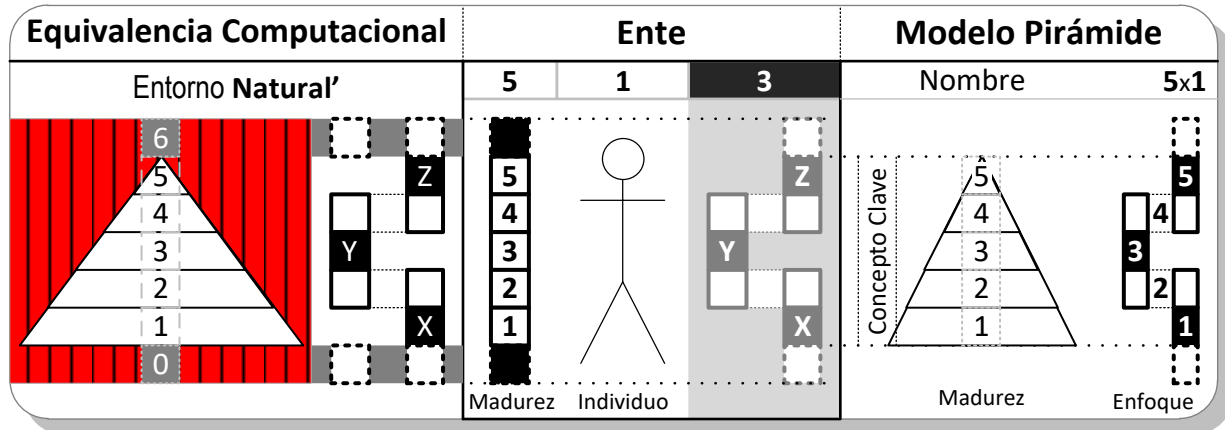 Equivalencia Computacional
Entorno Natural’
6
5
4
3
2
1
0
Z
Y
X
Ente
5 1 3
5
4
3
2
1
Z
Y
X
Madurez Individuo
Modelo Pirámide
Nombre 5x1
Concepto Clave
5
4
3
2
1
5
4
3
2
1
Madurez Enfoque